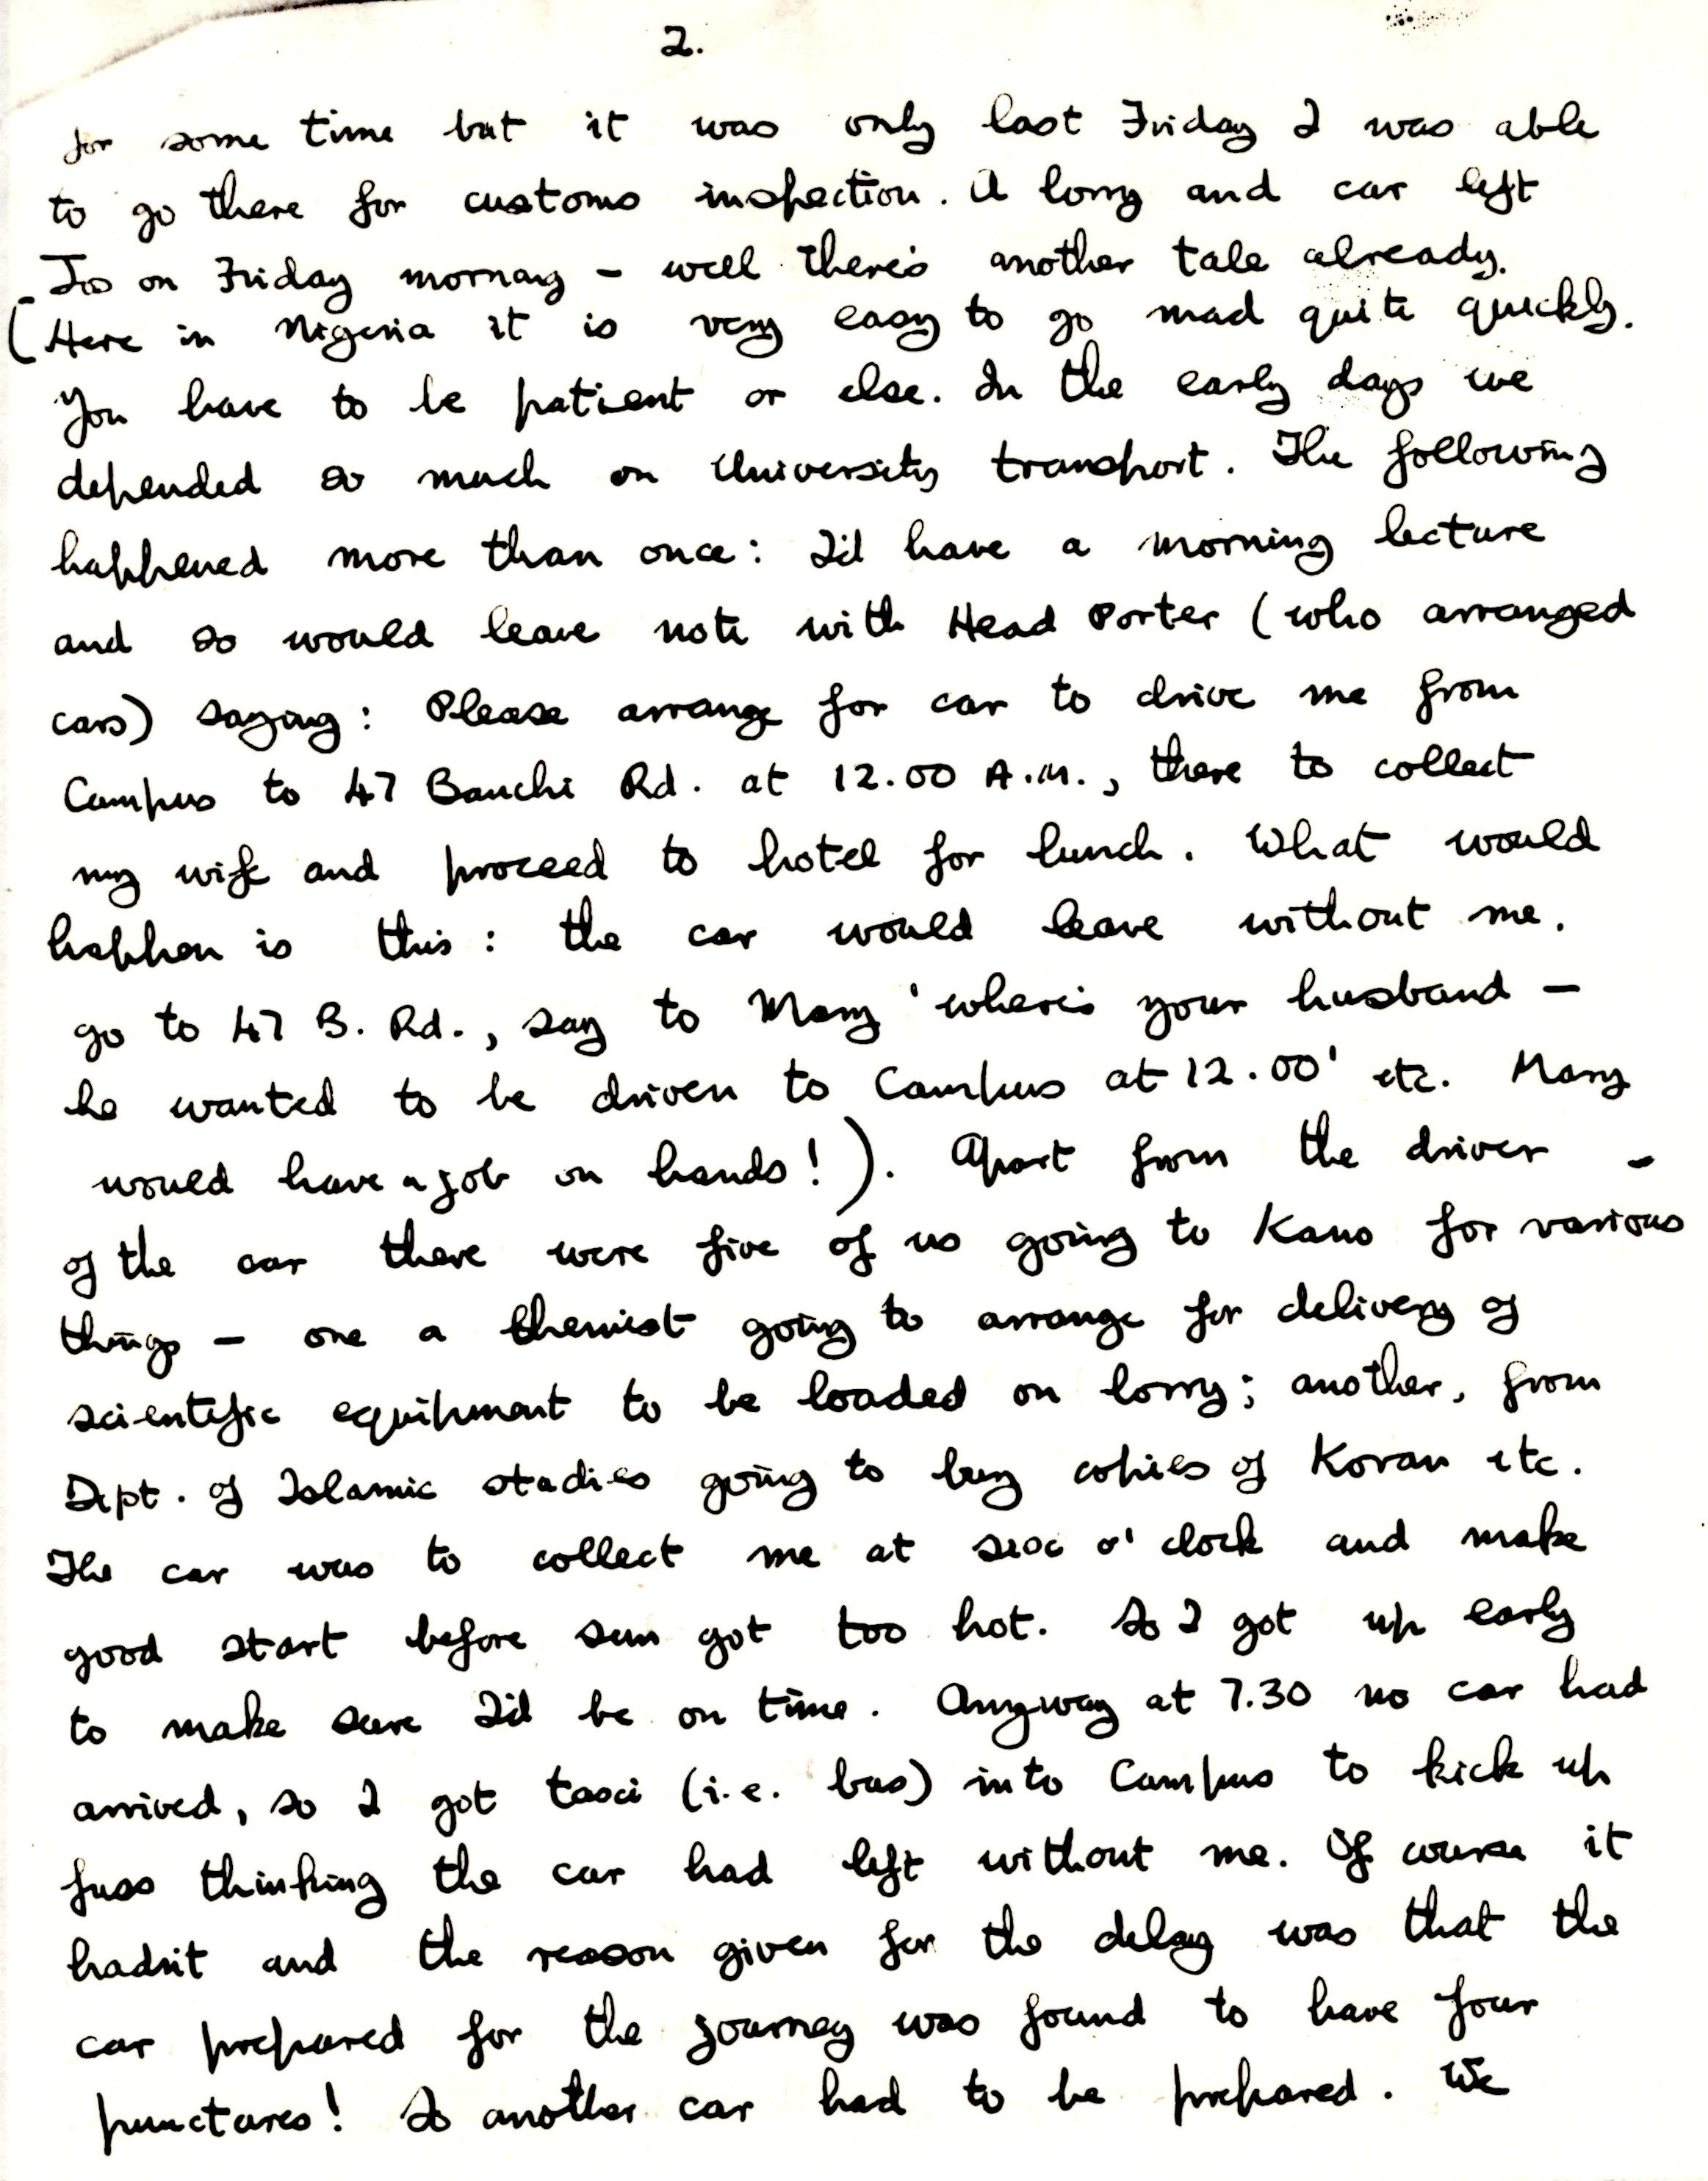 2.
for some time but it was only last Friday I was able
to go there for customs inspection. A lorry and car left
Jos on Friday morning – well there's another tale already.
(Here in Nigeria it is very easy to go mad quite quickly.
You have to be patient or else. In the early days we
depended so much on University transport. The following
happened more than once: I'd have a morning lecture
and so would leave note with Head Porter (who arranged
cars) saying: Please arrange for car to drive me from
Campus to 47 Bauchi Rd. at 12.00 A.M., there to collect
my wife and proceed to hotel for lunch. What would
happen is this: the car would leave without me.
go to 47 B. Rd., say to Mary 'where's your husband –
he wanted to be driven to Campus at 12.00' etc. Mary
would have a job on hands!). Apart from the driver –
of the car there were five of us going to Kano for various
things – one a chemist going to arrange for delivery of
scientific equipment to be loaded on lorry; another, from
Dept. of Islamic studies going to buy copies of Koran etc.
The car was to collect me at six o'clock and make
good start before sun got too hot. So I got up early
to make sure I'd be on time. Anyway at 7.30 no car had
arrived, so I got taxi (i.e. bus) into Campus to kick up
fuss thinking the car had left without me. Of course it
hadn't and the reason given for the delay was that the
car prepared for the journey was found to have four
punctures! So another car had to be prepared. We